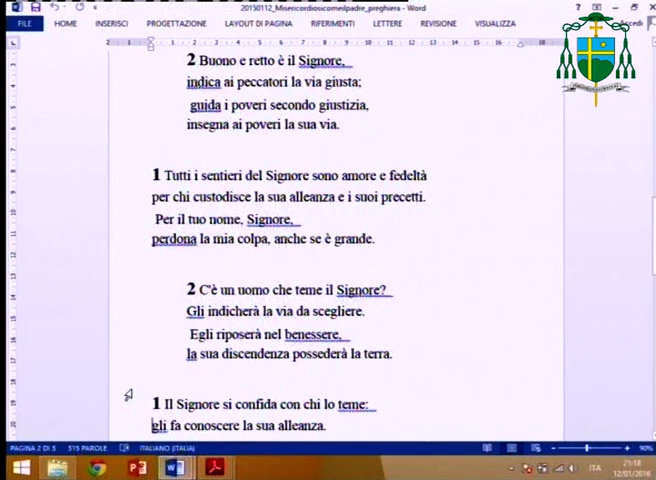 20150112_Misericordiosicomeilpadre_preghiera - Word
FILE HOME INSERISCI PROGETTAZIONE LAYOUT DI PAGINA RIFERIMENTI LETTERE REVISIONE VISUALIZZA Accedi
2 Buono e retto è il Signore,
indica ai peccatori la via giusta;
guida i poveri secondo giustizia,
insegna ai poveri la sua via.
1 Tutti i sentieri del Signore sono amore e fedeltà
per chi custodisce la sua alleanza e i suoi precetti.
Per il tuo nome, Signore,
perdona la mia colpa, anche se è grande.
2 C'è un uomo che teme il Signore?
Gli indicherà la via da scegliere.
Egli riposerà nel benessere,
la sua discendenza possederà la terra.
1 Il Signore si confida con chi lo teme:
gli fa conoscere la sua alleanza.
PAGINA 2 DI 3 315 PAROLE ITALIANO (ITALIA) 90%
ITA
21:18
12/01/2016